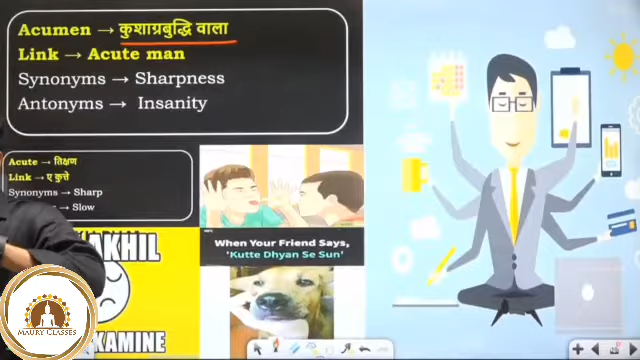 Acumen → कुशाग्रबुद्धि वाला
Link → Acute man
Synonyms → Sharpness
Antonyms → Insanity
Acute → तिक्षण
Link → ए कुत्ते
Synonyms → Sharp
→ Slow
AKHIL
KAMINE
When Your Friend Says,
'Kutte Dhyan Se Sun'
MAURY CLASSES